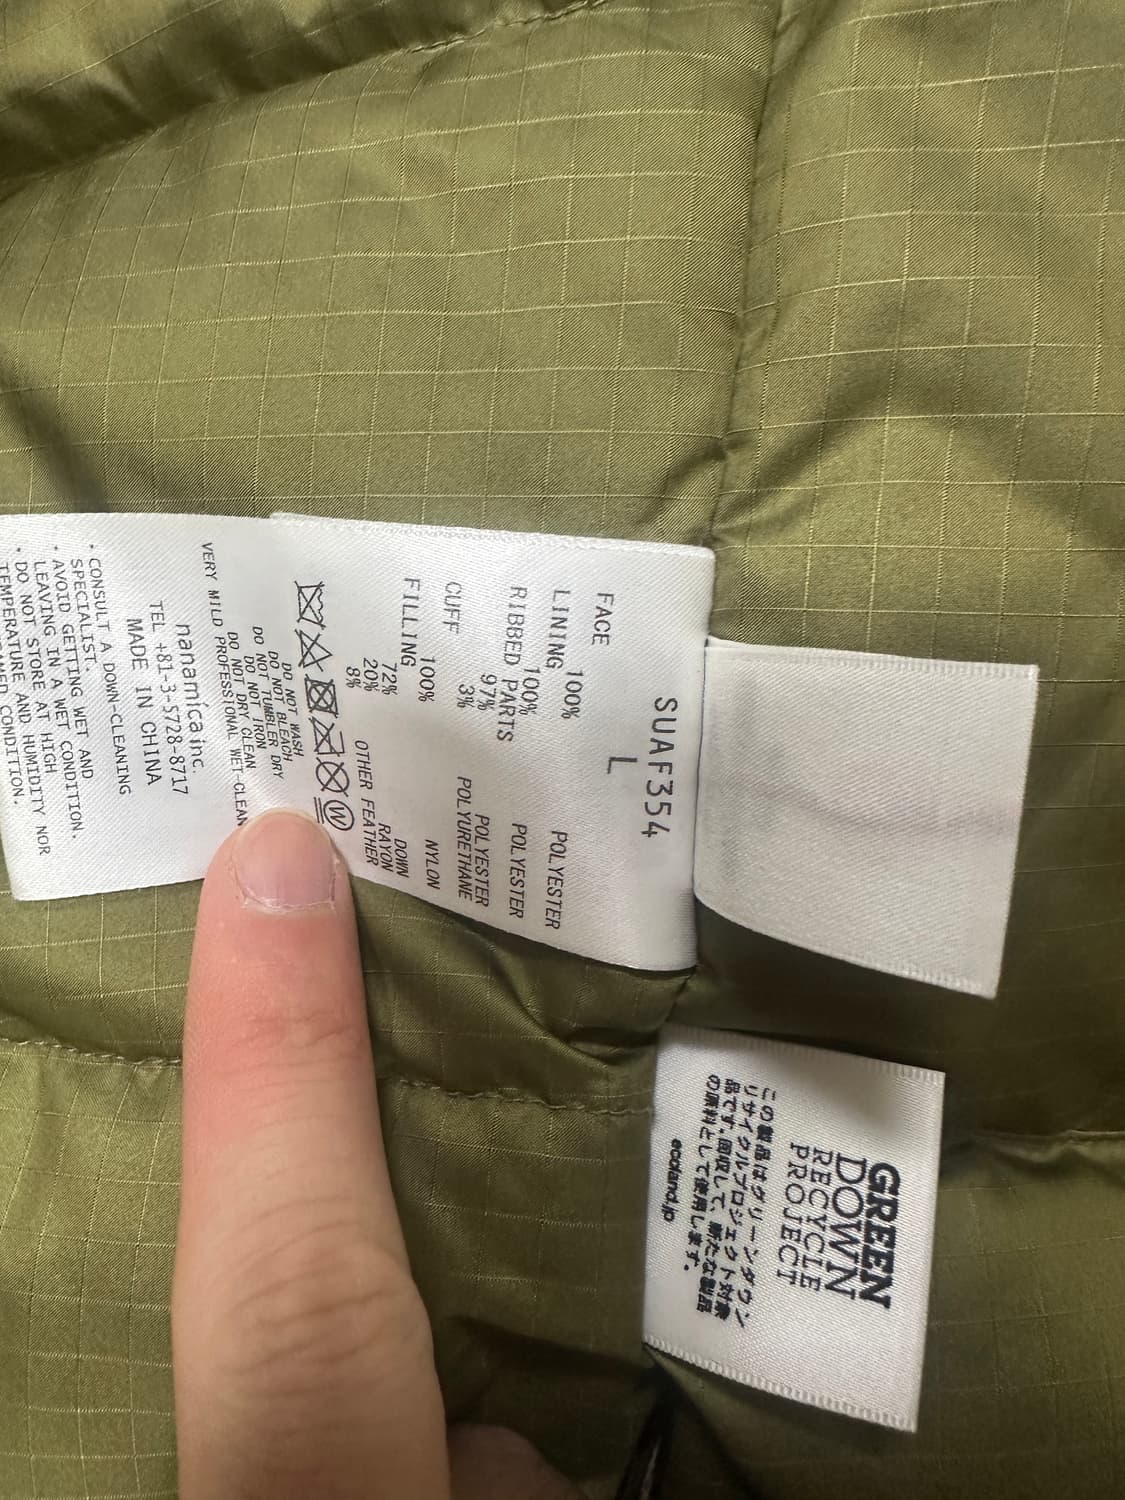 SUAF354
L
FACE
100% POLYESTER
LINING
100% POLYESTER
RIBBED PARTS
97% POLYESTER
3% POLYURETHANE
CUFF
100% NYLON
FILLING
72% DOWN
20% RAYON
8% OTHER FEATHER
DO NOT WASH
DO NOT BLEACH
DO NOT TUMBLER DRY
DO NOT IRON
DO NOT DRY CLEAN
VERY MILD PROFESSIONAL WET CLEAN
nanamica inc.
TEL +81-3-5728-8717
MADE IN CHINA
・CONSULT A DOWN-CLEANING
SPECIALIST.
・AVOID GETTING WET AND
LEAVING IN A WET CONDITION.
・DO NOT STORE AT HIGH
TEMPERATURE AND HUMIDITY NOR
CONDITION.
GREEN
DOWN
RECYCLE
PROJECT
この製品はグリーンダウン
リサイクルプロジェクト対象
品です。回収して、新たな製品
の原料として使用します。
ecoland.jp